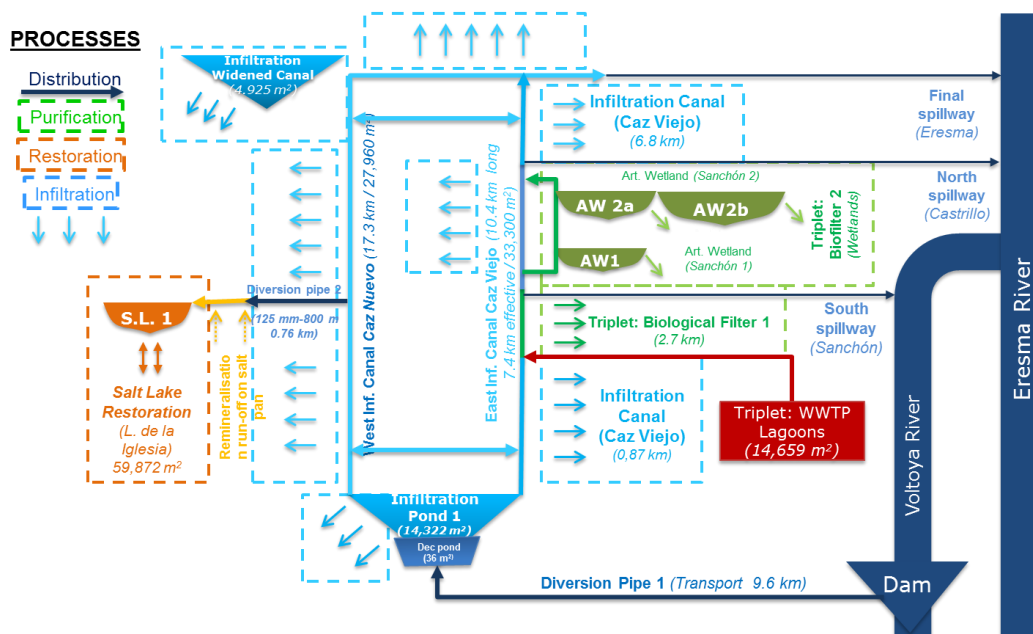 PROCESSES
Distribution
Purification
Restoration
Infiltration
Infiltration
Widened Canal
(4.925 m²)
West Inf. Canal Caz Nuevo (17.3 km / 27,960 m²)
East Inf. Canal Caz Viejo (10.4 km long
7.4 km effective / 33,300 m²)
Infiltration Canal
(Caz Viejo)
(6.8 km)
Final
spillway
(Eresma)
Art. Wetland (Sanchón 2)
AW 2a
AW2b
AW1
Art. Wetland
(Sanchón 1)
Triplet:
Biofilter 2
(Wetlands)
North
spillway
(Castrillo)
Diversion pipe 2
(125 mm-800 m
0.76 km)
S.L. 1
Salt Lake
Restoration
(L. de la
Iglesia)
59,872 m²
Remineralisatio
n run-off on salt
pan
Triplet: Biological Filter 1
(2.7 km)
South
spillway
(Sanchón)
Infiltration
Canal
(Caz Viejo)
(0,87 km)
Triplet: WWTP
Lagoons
(14,659 m²)
Infiltration
Pond 1
(14,322 m²)
Dec pond
(36 m²)
Diversion Pipe 1 (Transport 9.6 km)
Dam
Voltoya River
Eresma River